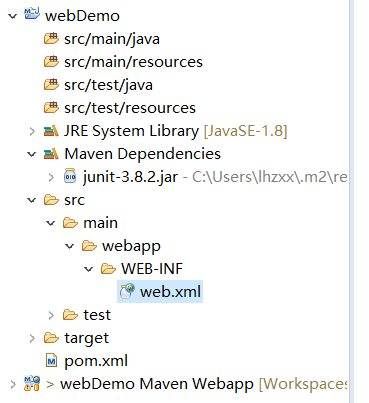 webDemo
src/main/java
src/main/resources
src/test/java
src/test/resources
JRE System Library [JavaSE-1.8]
Maven Dependencies
junit-3.8.2.jar - C:\Users\lhzxx\.m2\re
src
main
webapp
WEB-INF
web.xml
test
target
pom.xml
> webDemo Maven Webapp [Workspaces